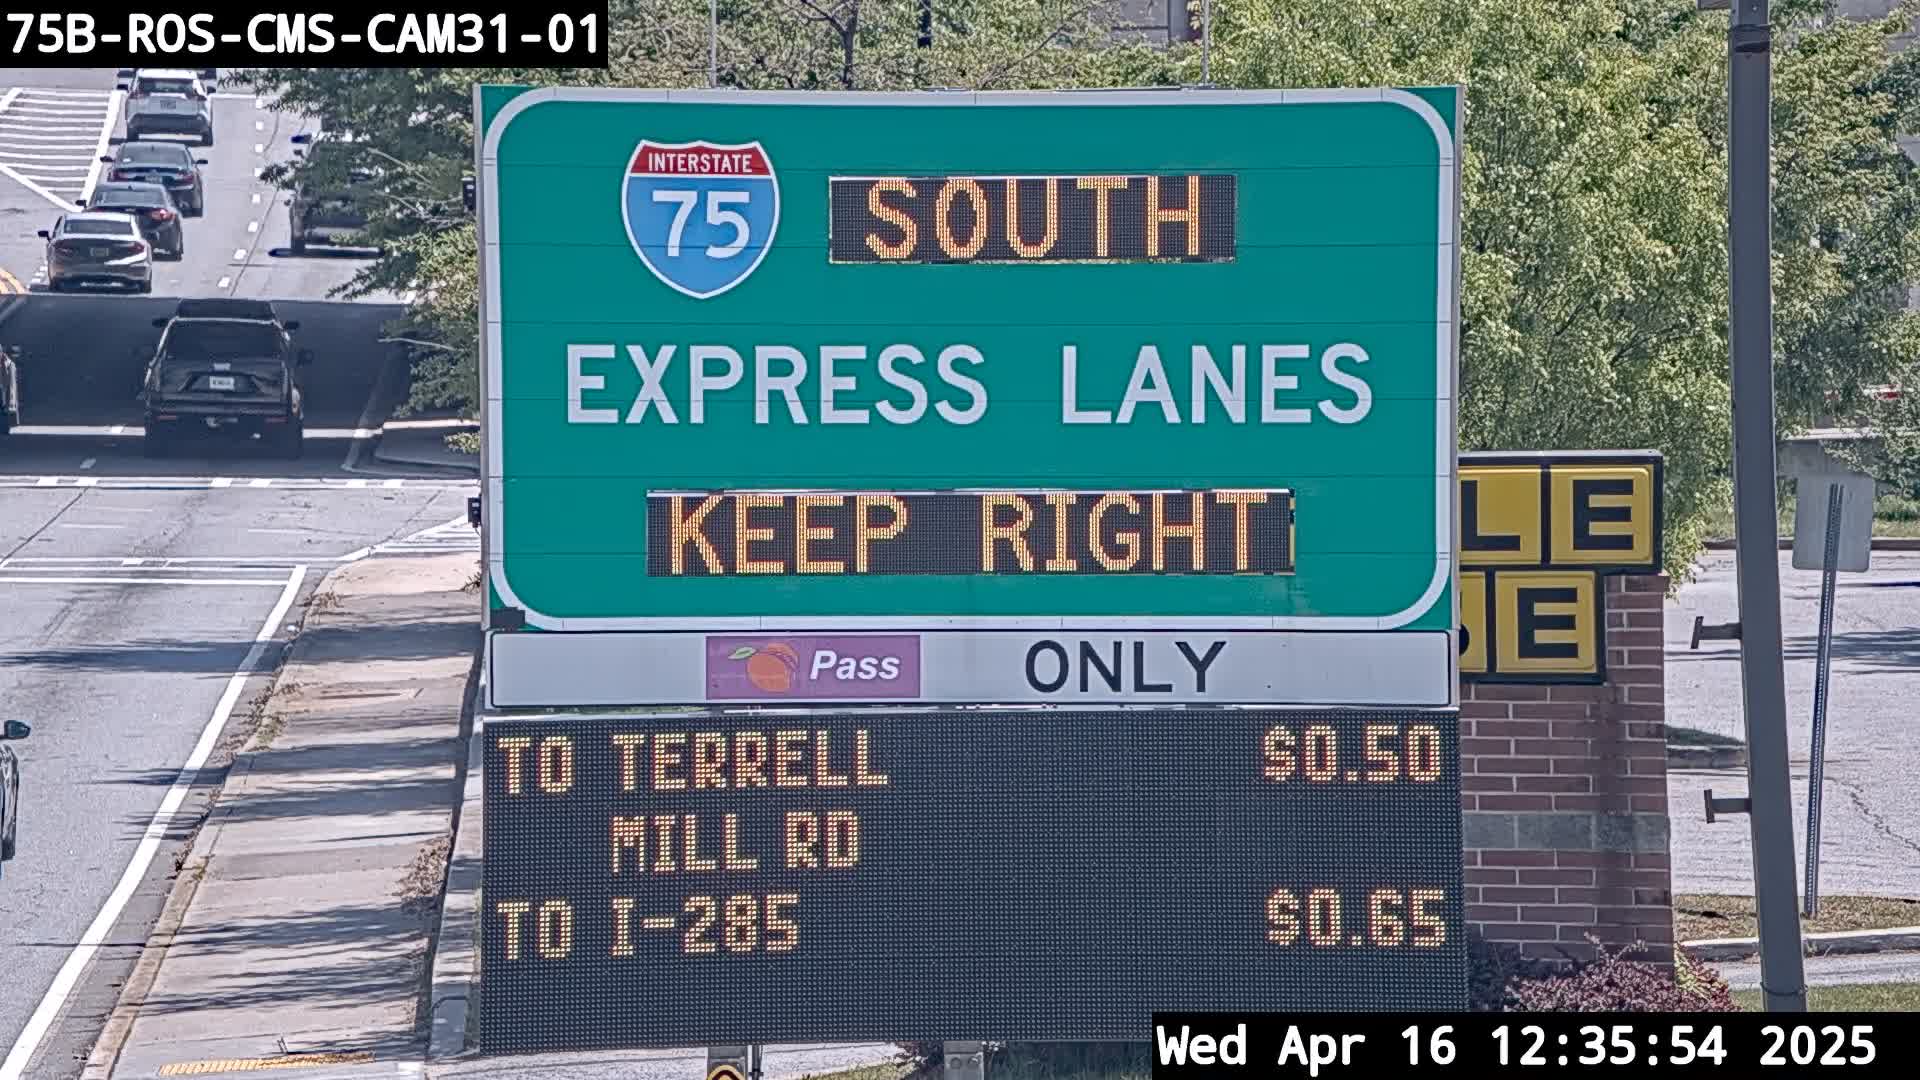 75B-ROS-CMS-CAM31-01
INTERSTATE
75
SOUTH
EXPRESS LANES
KEEP RIGHT
LE
E
Pass ONLY
TO TERRELL $0.50
MILL RD
TO I-285 $0.65
Wed Apr 16 12:35:54 2025